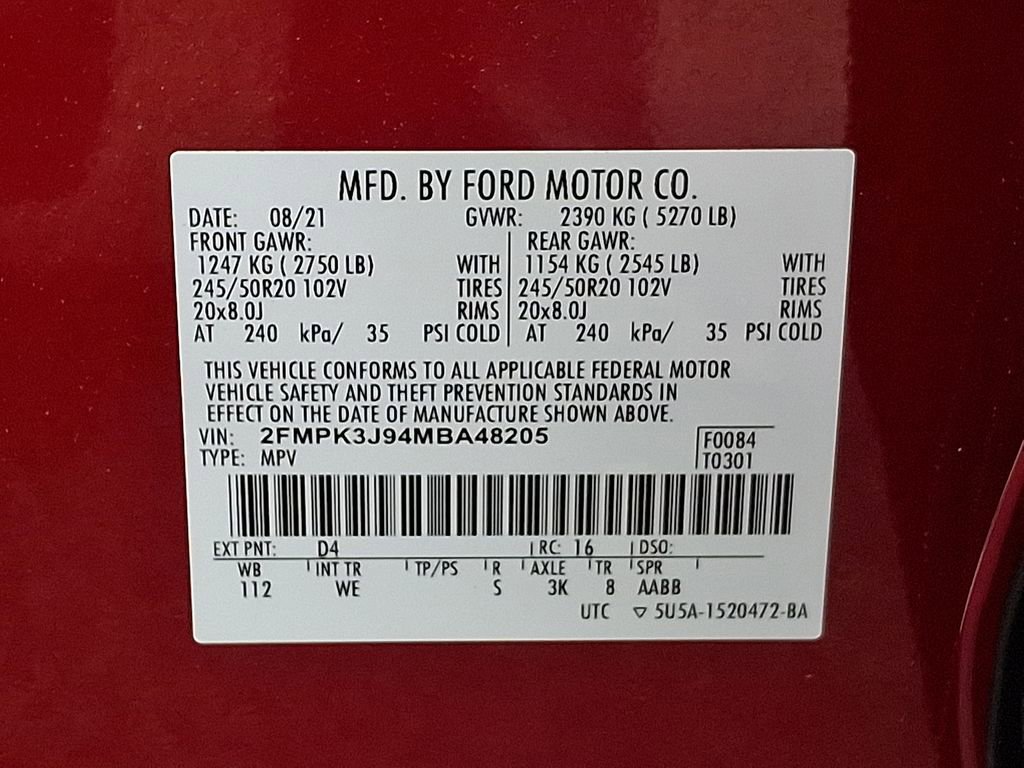 MFD. BY FORD MOTOR CO.
DATE: 08/21 GVWR: 2390 KG ( 5270 LB)
FRONT GAWR: REAR GAWR:
1247 KG ( 2750 LB) WITH 1154 KG ( 2545 LB) WITH
245/50R20 102V TIRES 245/50R20 102V TIRES
20x8.0J RIMS 20x8.0J RIMS
AT 240 kPa/ 35 PSI COLD AT 240 kPa/ 35 PSI COLD
THIS VEHICLE CONFORMS TO ALL APPLICABLE FEDERAL MOTOR
VEHICLE SAFETY AND THEFT PREVENTION STANDARDS IN
EFFECT ON THE DATE OF MANUFACTURE SHOWN ABOVE.
VIN: 2FMPK3J94MBA48205 F0084
TYPE: MPV T0301
EXT PNT: D4 RC: 16 DSO:
WB INT TR TP/PS R AXLE TR SPR
112 WE S 3K 8 AABB
UTC ▽ 5U5A-1520472-BA